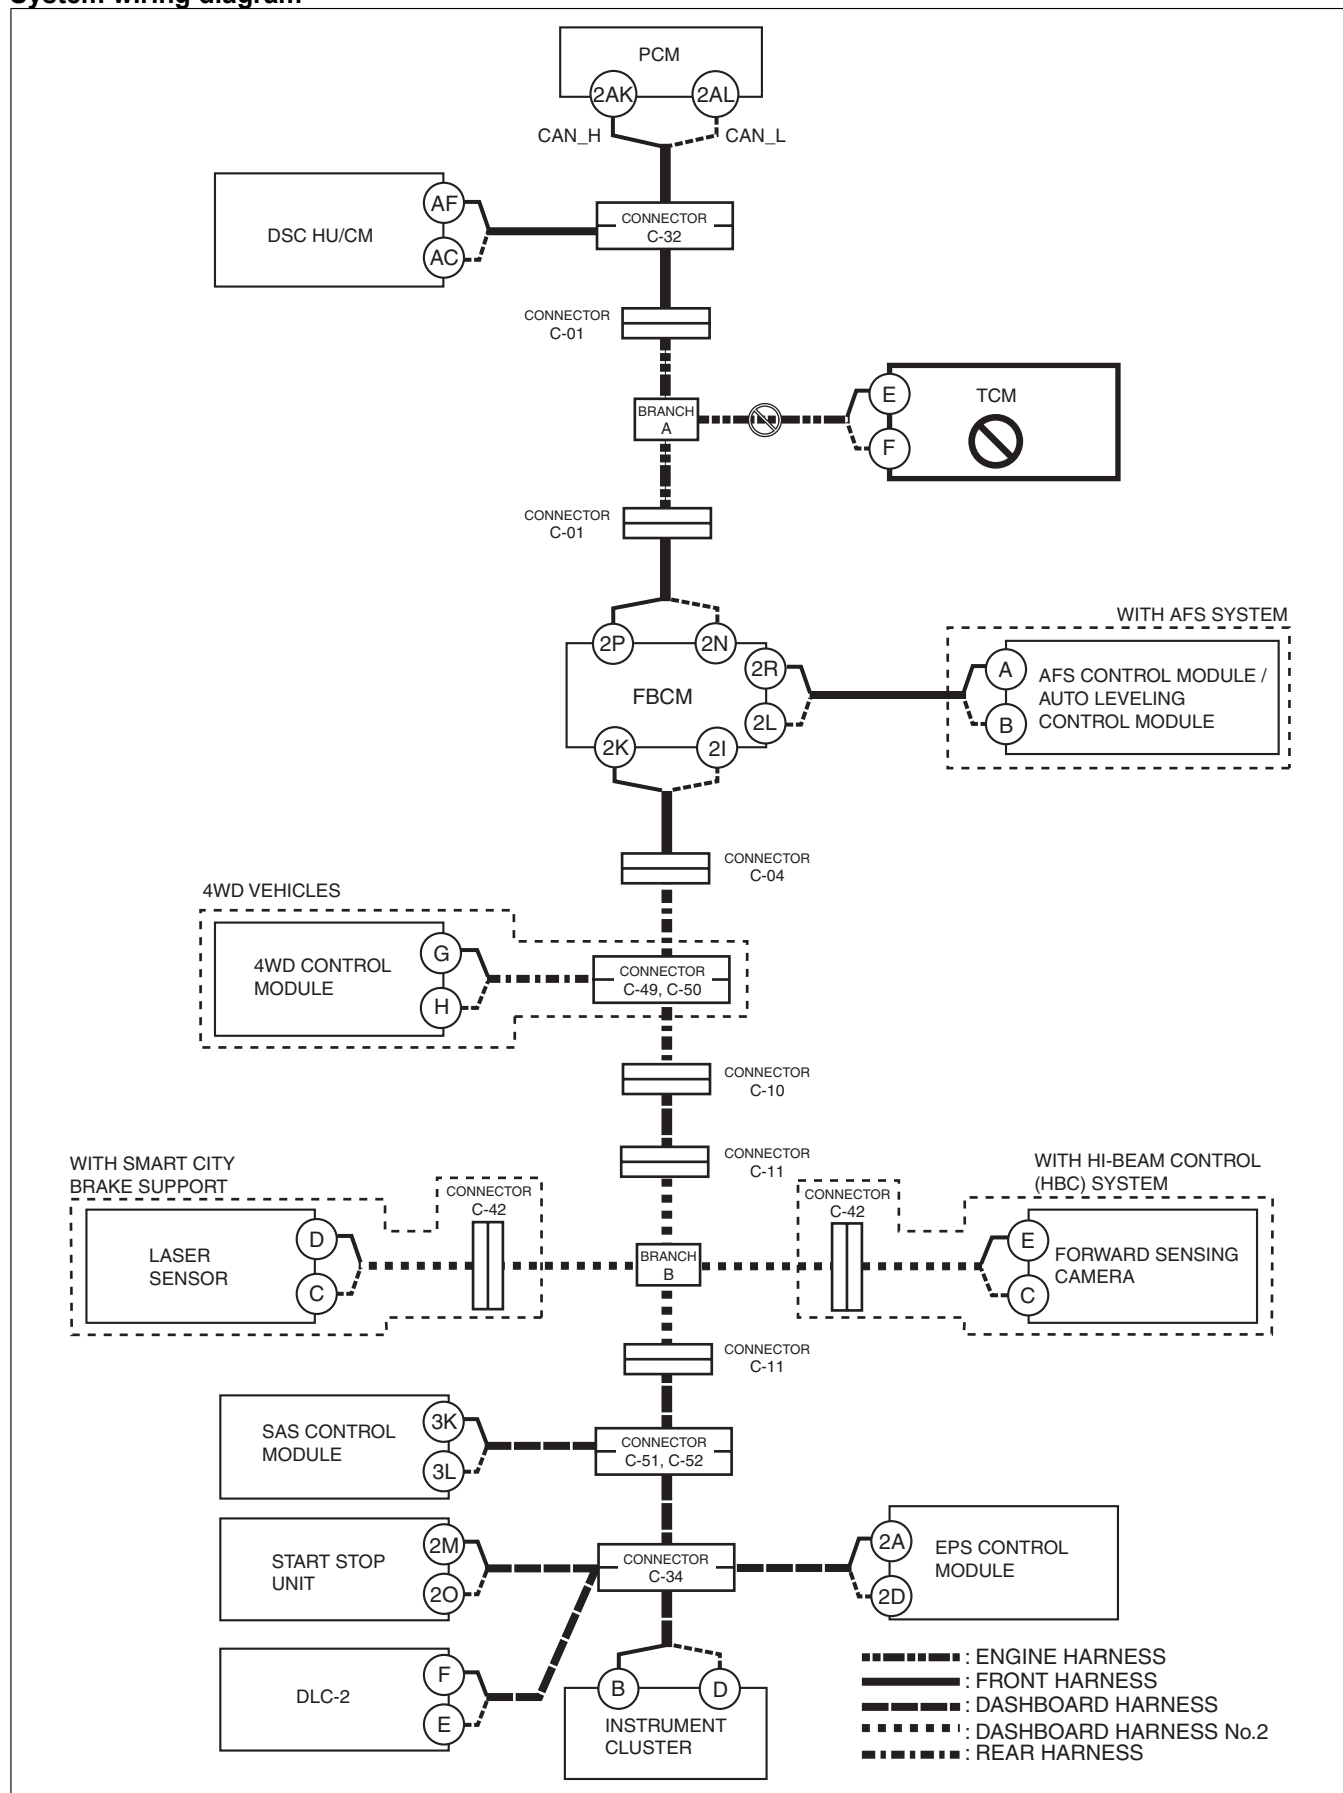 System wiring diagram
PCM
2AK
2AL
CAN_H
CAN_L
AF
DSC HU/CM
AC
CONNECTOR
C-32
CONNECTOR
C-01
BRANCH
A
E
TCM
F
CONNECTOR
C-01
2P
2N
2R
FBCM
2L
2K
2I
WITH AFS SYSTEM
A
AFS CONTROL MODULE /
AUTO LEVELING
CONTROL MODULE
B
CONNECTOR
C-04
4WD VEHICLES
G
4WD CONTROL
MODULE
H
CONNECTOR
C-49, C-50
CONNECTOR
C-10
CONNECTOR
C-11
WITH SMART CITY
BRAKE SUPPORT
CONNECTOR
C-42
D
LASER
SENSOR
C
BRANCH
B
WITH HI-BEAM CONTROL
(HBC) SYSTEM
CONNECTOR
C-42
E
FORWARD SENSING
CAMERA
C
CONNECTOR
C-11
3K
SAS CONTROL
MODULE
3L
CONNECTOR
C-51, C-52
2M
START STOP
UNIT
2O
CONNECTOR
C-34
2A
EPS CONTROL
MODULE
2D
F
DLC-2
E
B
D
INSTRUMENT
CLUSTER
: ENGINE HARNESS
: FRONT HARNESS
: DASHBOARD HARNESS
: DASHBOARD HARNESS No.2
: REAR HARNESS